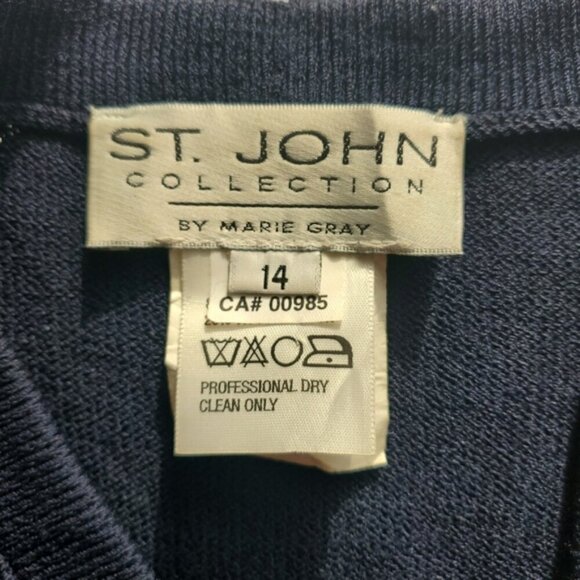 ST. JOHN
COLLECTION
BY MARIE GRAY
14
CA# 00985
PROFESSIONAL DRY
CLEAN ONLY